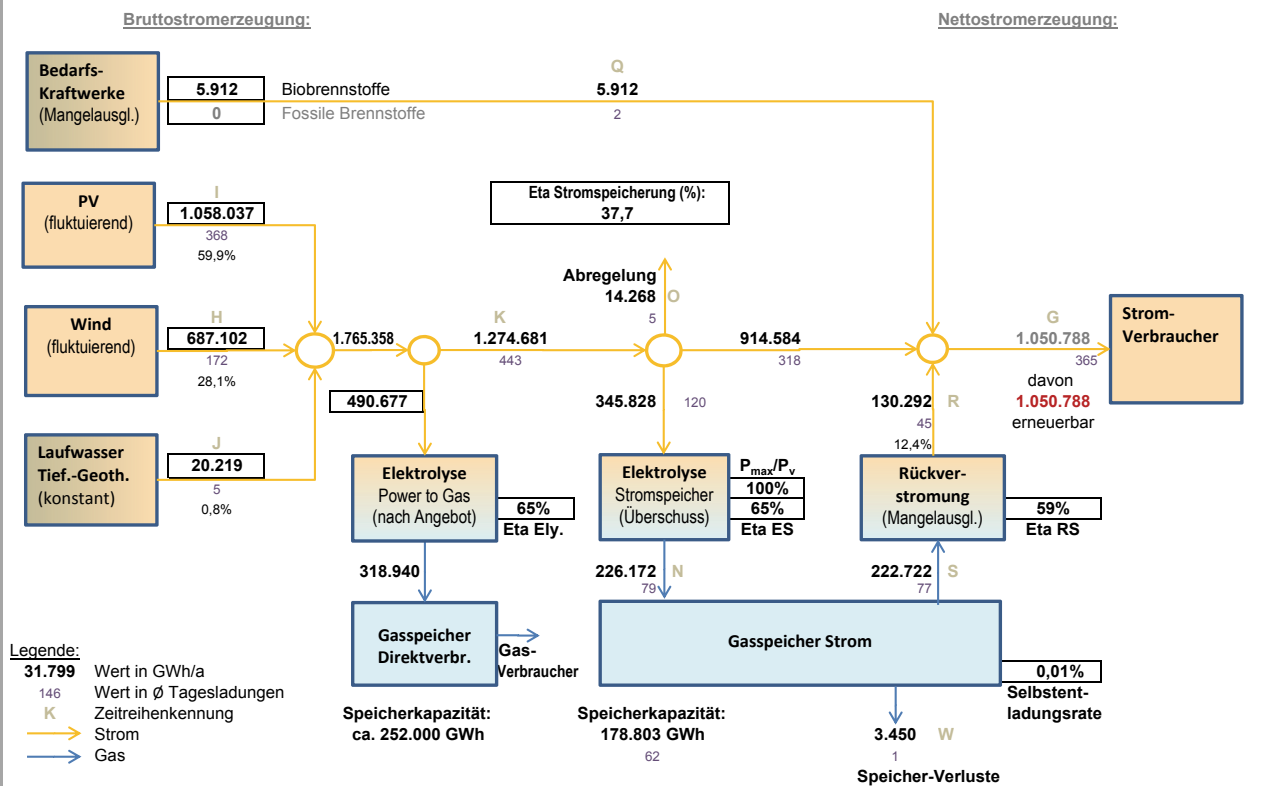 Bruttostromerzeugung:
Nettostromerzeugung:
Bedarfs-
Kraftwerke
(Mangelausgl.)
5.912
Biobrennstoffe
0
Fossile Brennstoffe
Q
5.912
2
PV
(fluktuierend)
I
1.058.037
368
59,9%
Eta Stromspeicherung (%):
37,7
Wind
(fluktuierend)
H
687.102
172
28,1%
1.765.358
K
1.274.681
443
Abregelung
14.268
O
5
914.584
318
G
1.050.788
365
davon
1.050.788
erneuerbar
Strom-
Verbraucher
Laufwasser
Tief.-Geoth.
(konstant)
J
20.219
5
0,8%
490.677
345.828
120
130.292
R
45
12,4%
Elektrolyse
Power to Gas
(nach Angebot)
65%
Eta Ely.
Elektrolyse
Stromspeicher
(Überschuss)
Pmax/Pv
100%
65%
Eta ES
Rückver-
stromung
(Mangelausgl.)
59%
Eta RS
318.940
226.172
N
79
222.722
S
77
Gasspeicher
Direktverbr.
Gas-
Verbraucher
Gasspeicher Strom
0,01%
Selbstent-
ladungsrate
Speicherkapazität:
ca. 252.000 GWh
Speicherkapazität:
178.803 GWh
62
3.450
W
1
Speicher-Verluste
Legende:
31.799 Wert in GWh/a
146 Wert in Ø Tagesladungen
K Zeitreihenkennung
Strom
Gas